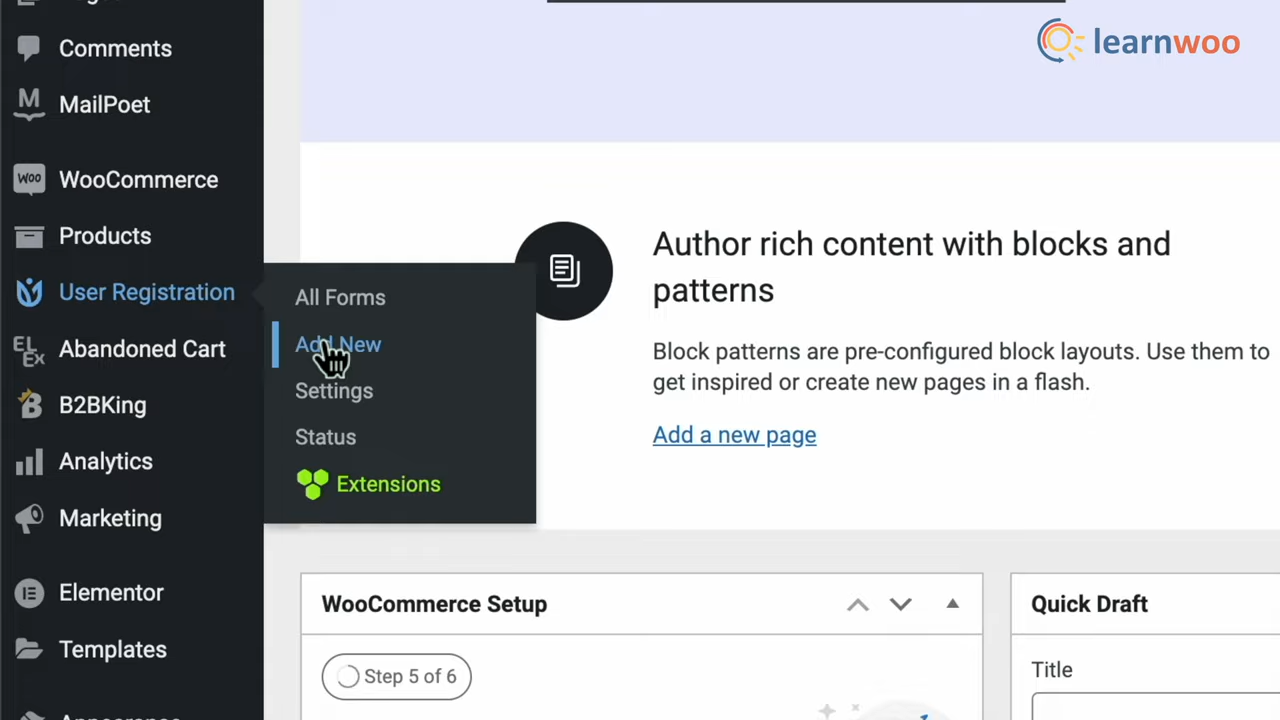 learnwoo
Comments
MailPoet
WooCommerce
Products
User Registration
Abandoned Cart
B2BKing
Analytics
Marketing
Elementor
Templates
All Forms
Add New
Settings
Status
Extensions
Author rich content with blocks and
patterns
Block patterns are pre-configured block layouts. Use them to
get inspired or create new pages in a flash.
Add a new page
WooCommerce Setup
Step 5 of 6
Quick Draft
Title